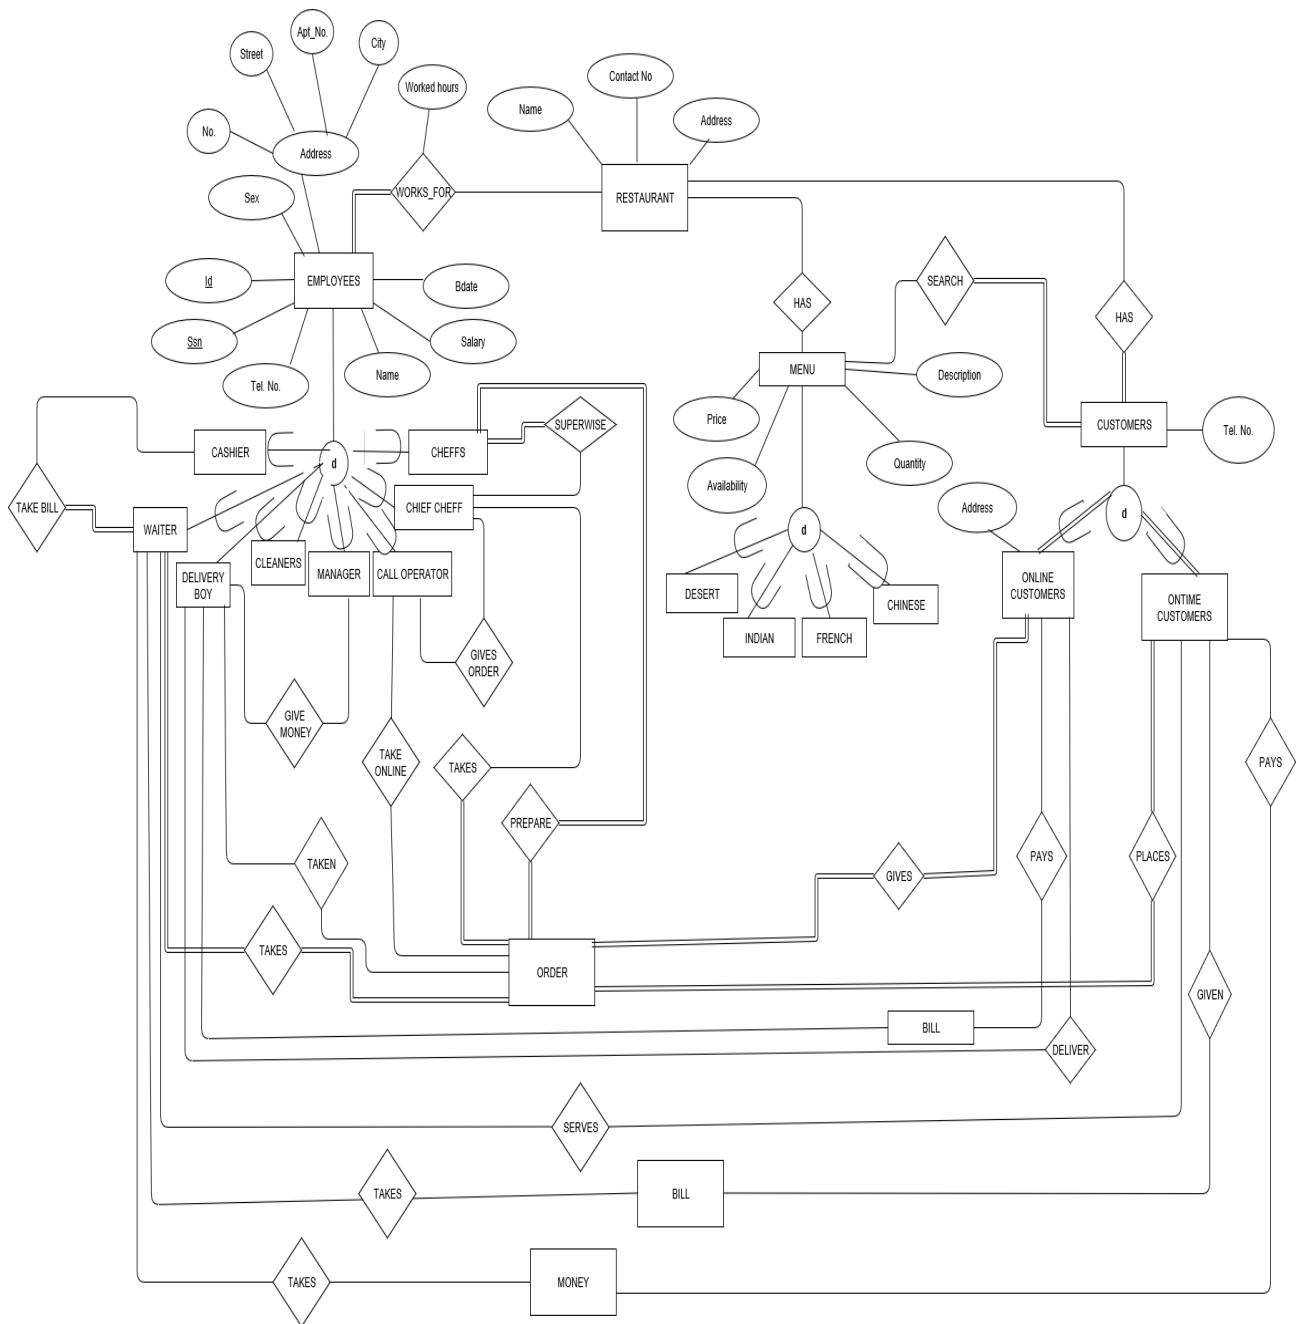 Apt_No.
City
Street
Contact No
Worked hours
Name
Address
No.
Address
WORKS_FOR
Sex
RESTAURANT
EMPLOYEES
Id
Bdate
SEARCH
HAS
HAS
Ssn
Salary
MENU
Description
Tel. No.
Name
Price
CUSTOMERS
Tel. No.
SUPERWISE
CASHIER
CHEFFS
d
Quantity
Availability
CHIEF CHEFF
TAKE BILL
Address
d
WAITER
d
CLEANERS
MANAGER
CALL OPERATOR
DELIVERY
BOY
DESERT
CHINESE
ONLINE
CUSTOMERS
ONTIME
CUSTOMERS
INDIAN
FRENCH
GIVES
ORDER
GIVE
MONEY
TAKE
ONLINE
TAKES
PAYS
PREPARE
TAKEN
GIVES
PAYS
PLACES
TAKES
ORDER
GIVEN
BILL
DELIVER
SERVES
TAKES
BILL
TAKES
MONEY